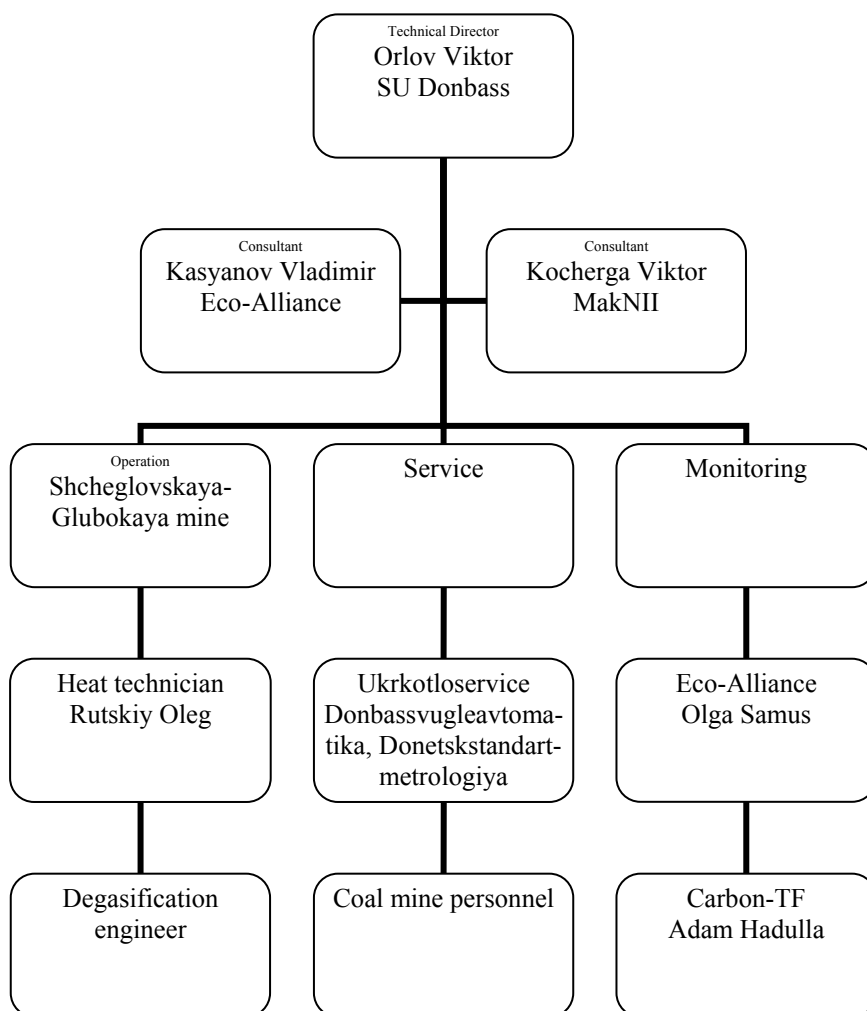 Technical Director
Orlov Viktor
SU Donbass
Consultant
Kasyanov Vladimir
Eco-Alliance
Consultant
Kocherga Viktor
MakNII
Operation
Shcheglovskaya-
Glubokaya mine
Service
Monitoring
Heat technician
Rutskiy Oleg
Ukrkotloservice
Donbassvugleavtoma-
tika, Donetskstandart-
metrologiya
Eco-Alliance
Olga Samus
Degasification
engineer
Coal mine personnel
Carbon-TF
Adam Hadulla